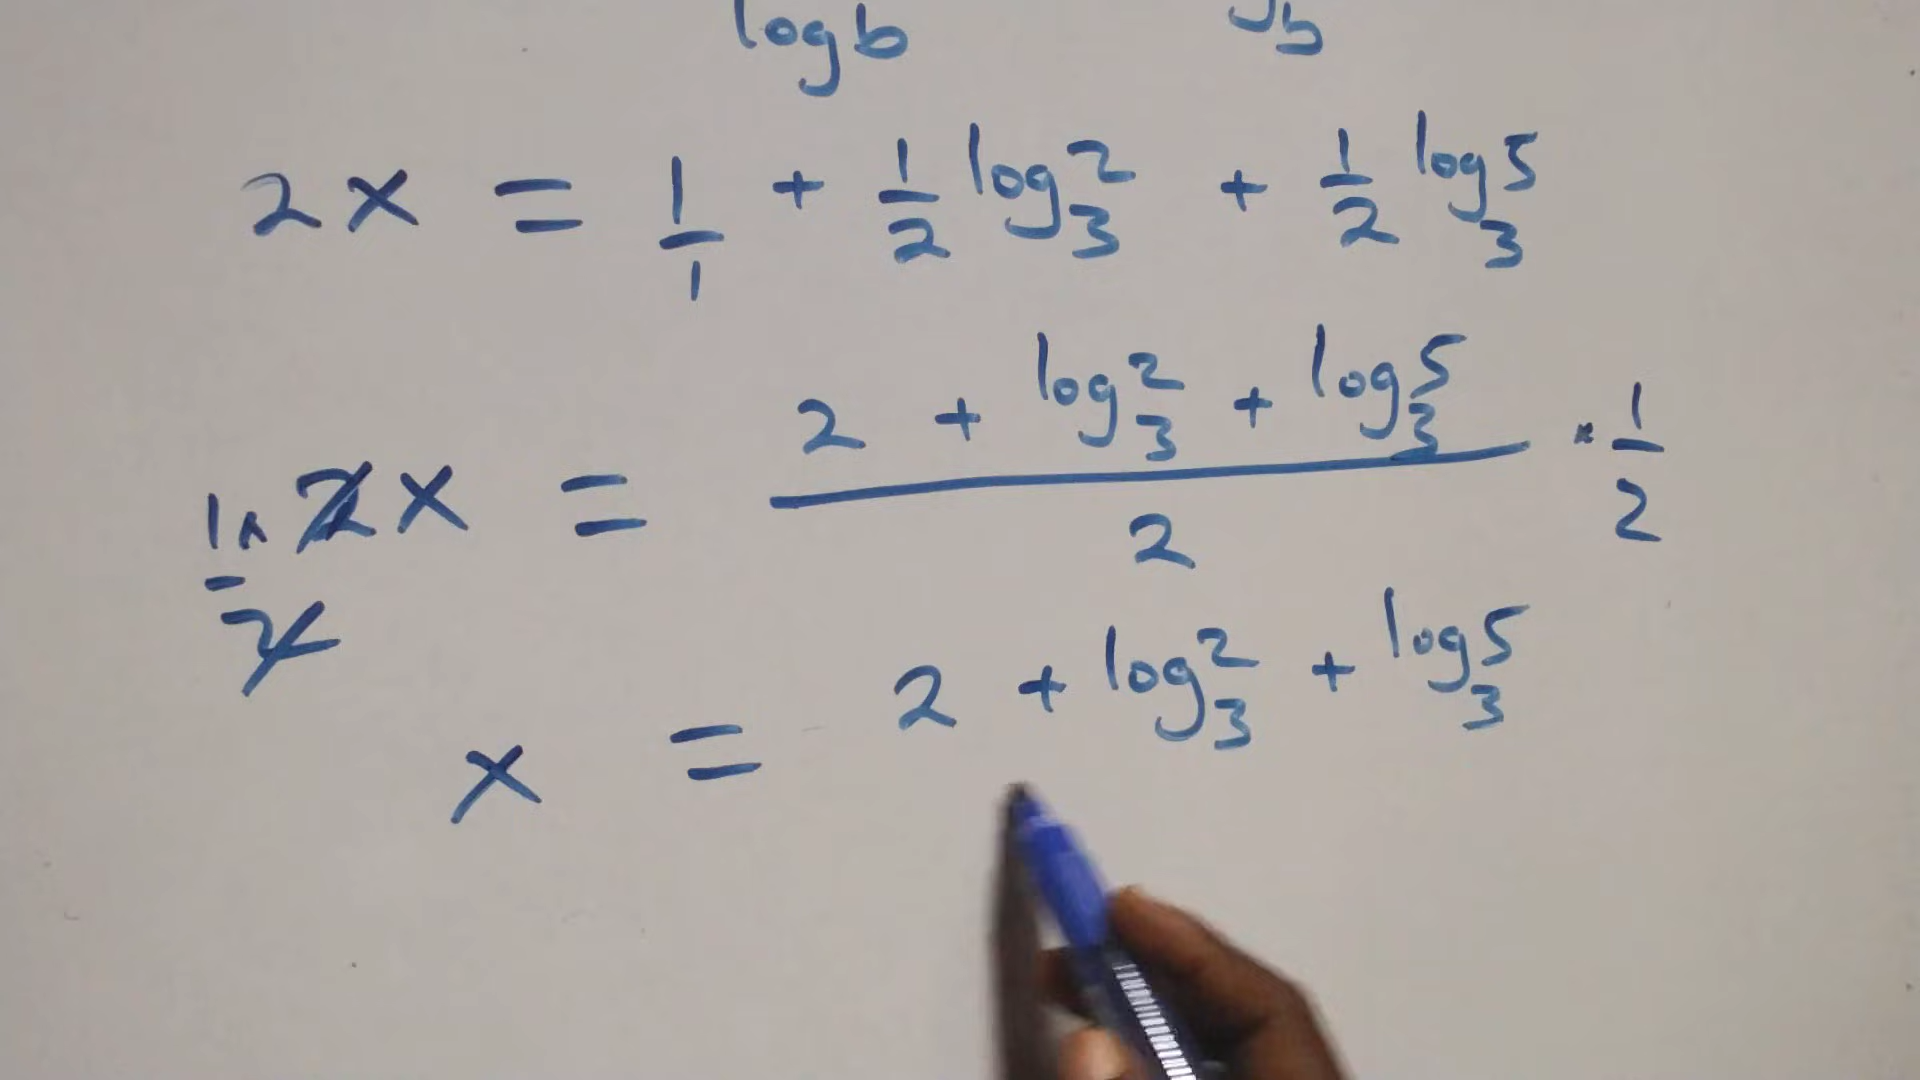 log b b
2x = 1/1 + 1/2 log₃2 + 1/2 log₃5
1/2 × 2x = (2 + log₃2 + log₃5)/2 × 1/2
x = 2 + log₃2 + log₃5